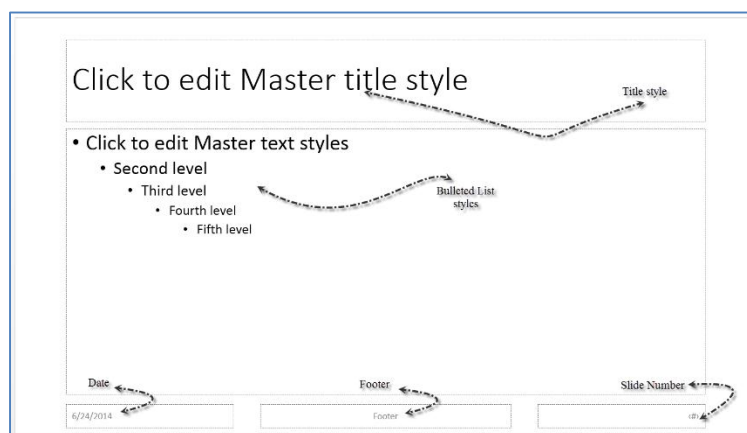 Click to edit Master title style
Title style
• Click to edit Master text styles
• Second level
• Third level
• Fourth level
• Fifth level
Bulleted List
styles
Date
Footer
Slide Number
6/24/2014
Footer
‹#›